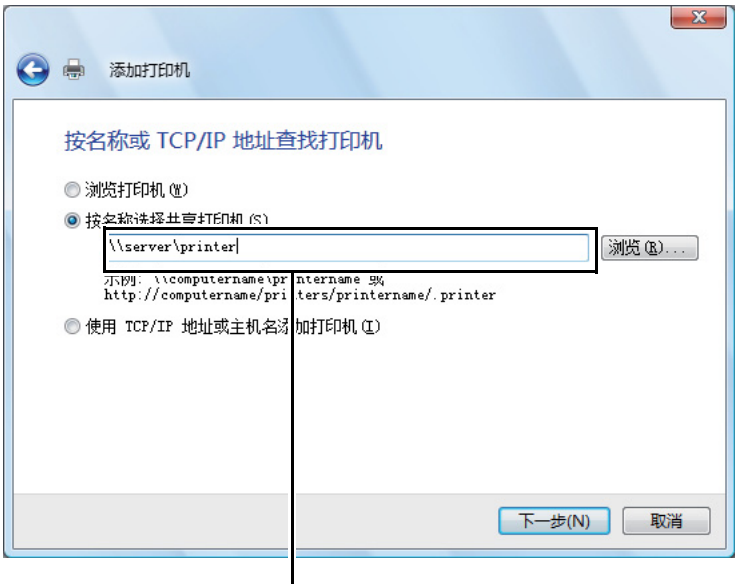 添加打印机
按名称或 TCP/IP 地址查找打印机
浏览打印机(W)
按名称选择共享打印机(S)
\\server\printer
浏览(R)...
示例: \\computername\printername 或
http://computername/printers/printername/.printer
使用 TCP/IP 地址或主机名添加打印机(I)
下一步(N)
取消